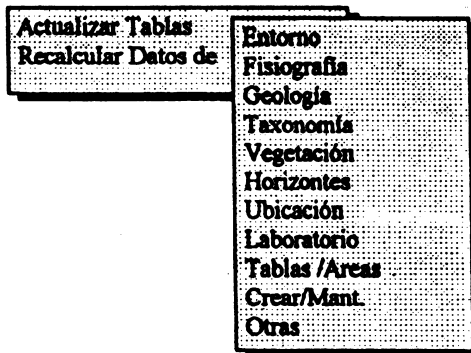 Actualizar Tablas
Recalcular Datos de
Entorno
Fisiografía
Geología
Taxonomía
Vegetación
Horizontes
Ubicación
Laboratorio
Tablas /Areas
Crear/Mant.
Otras